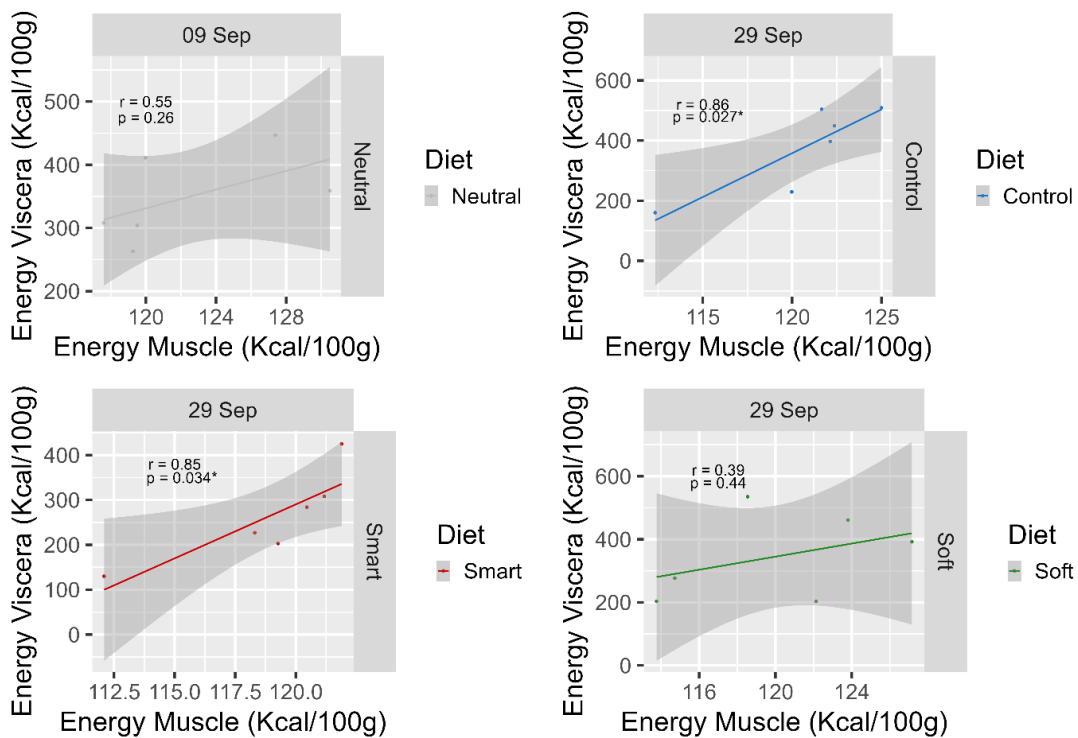 09 Sep
Energy Viscera (Kcal/100g)
500
400
300
200
r = 0.55
p = 0.26
Neutral
120
124
128
Energy Muscle (Kcal/100g)
Diet
Neutral
29 Sep
Energy Viscera (Kcal/100g)
600
400
200
0
r = 0.86
p = 0.027*
Control
115
120
125
Energy Muscle (Kcal/100g)
Diet
Control
29 Sep
Energy Viscera (Kcal/100g)
400
300
200
100
0
r = 0.85
p = 0.034*
Smart
112.5
115.0
117.5
120.0
Energy Muscle (Kcal/100g)
Diet
Smart
29 Sep
Energy Viscera (Kcal/100g)
600
400
200
0
r = 0.39
p = 0.44
Soft
116
120
124
Energy Muscle (Kcal/100g)
Diet
Soft